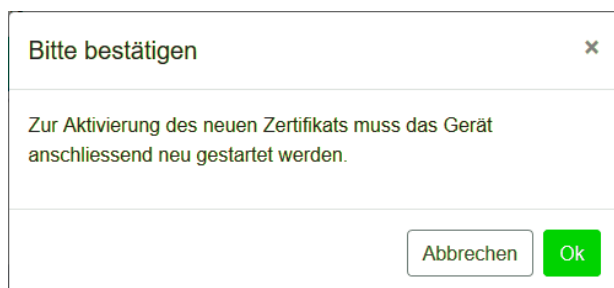 Bitte bestätigen ×
Zur Aktivierung des neuen Zertifikats muss das Gerät
anschliessend neu gestartet werden.
Abbrechen Ok